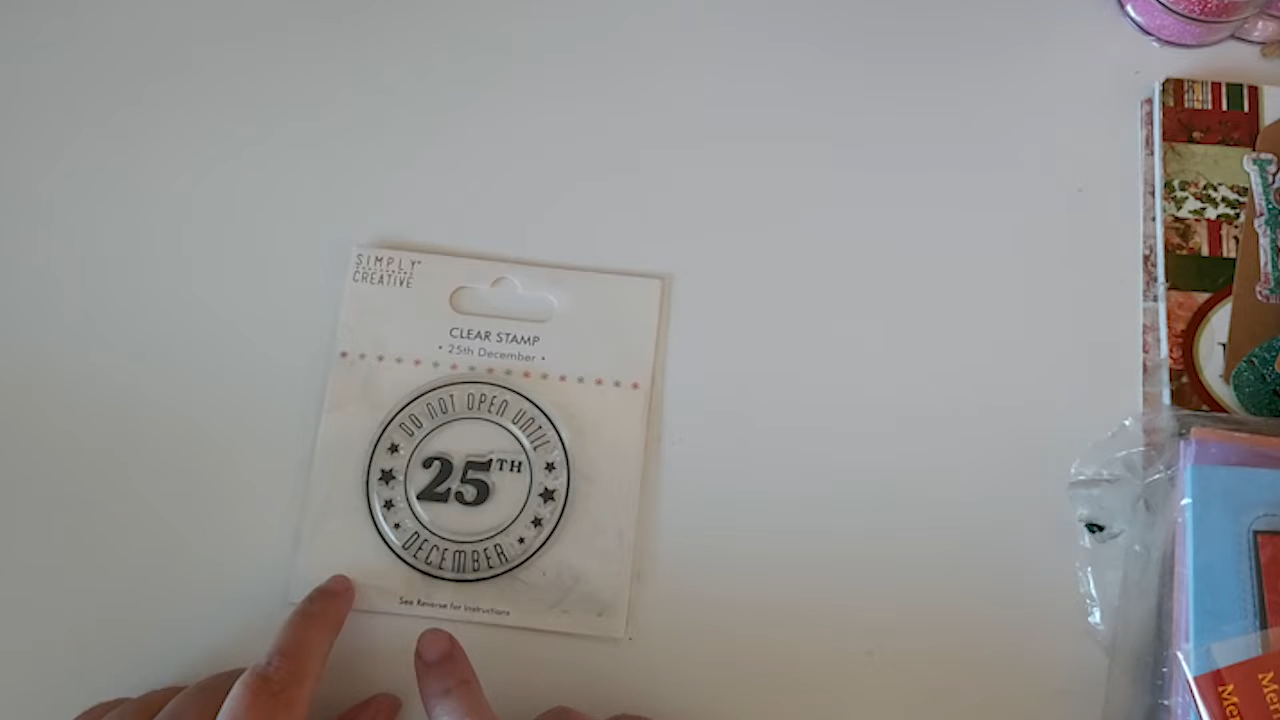 SIMPLY
CREATIVE
CLEAR STAMP
• 25th December •
DO NOT OPEN UNTIL
25TH
DECEMBER
See Reverse for Instructions